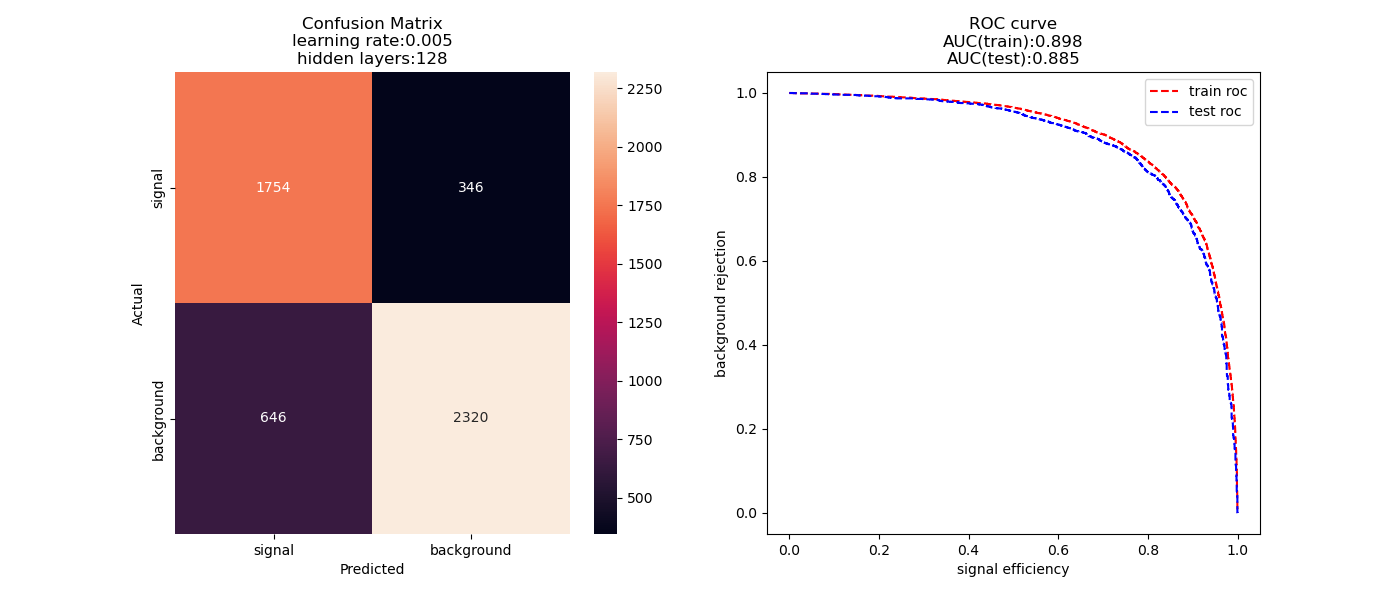 Confusion Matrix
learning rate:0.005
hidden layers:128
signal
background
Actual
1754
346
646
2320
signal
background
Predicted
2250
2000
1750
1500
1250
1000
750
500
ROC curve
AUC(train):0.898
AUC(test):0.885
train roc
test roc
background rejection
1.0
0.8
0.6
0.4
0.2
0.0
0.0
0.2
0.4
0.6
0.8
1.0
signal efficiency